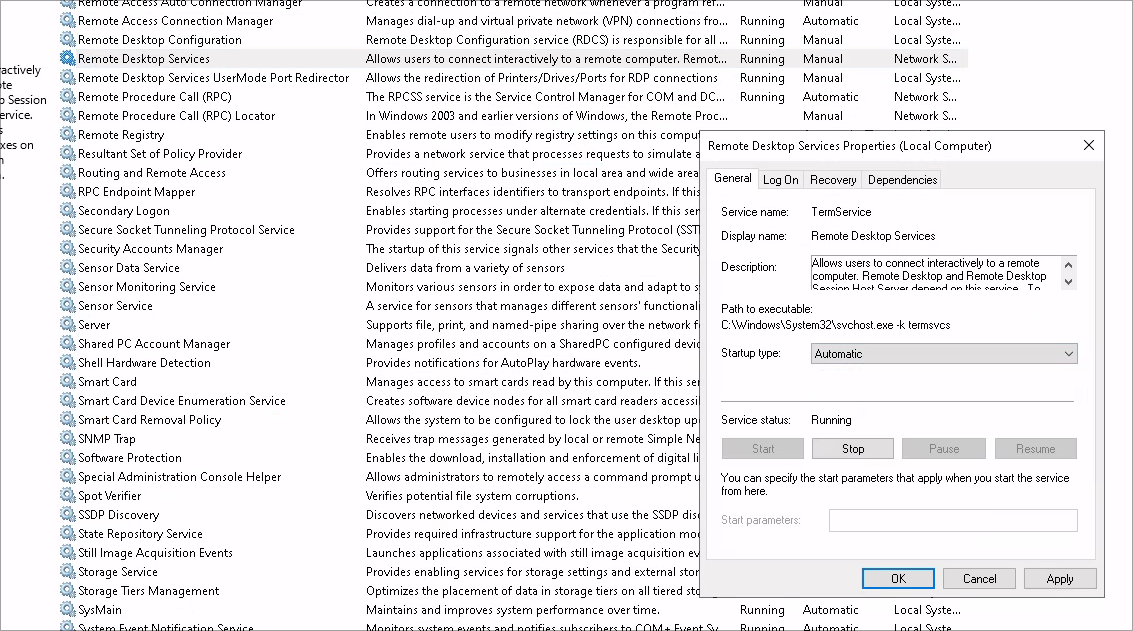 Remote Access Auto Connection Manager Creates a connection to a remote network whenever a program ref... Manual Local Syste...
Remote Access Connection Manager Manages dial-up and virtual private network (VPN) connections fro... Running Automatic Local Syste...
Remote Desktop Configuration Remote Desktop Configuration service (RDCS) is responsible for all ... Running Manual Local Syste...
Remote Desktop Services Allows users to connect interactively to a remote computer. Remot... Running Manual Network S...
Remote Desktop Services UserMode Port Redirector Allows the redirection of Printers/Drives/Ports for RDP connections Running Manual Local Syste...
Remote Procedure Call (RPC) The RPCSS service is the Service Control Manager for COM and DC... Running Automatic Network S...
Remote Procedure Call (RPC) Locator In Windows 2003 and earlier versions of Windows, the Remote Proc... Manual Network S...
Remote Registry Enables remote users to modify registry settings on this comput
Resultant Set of Policy Provider Provides a network service that processes requests to simulate a
Routing and Remote Access Offers routing services to businesses in local area and wide area
RPC Endpoint Mapper Resolves RPC interfaces identifiers to transport endpoints. If this
Secondary Logon Enables starting processes under alternate credentials. If this ser
Secure Socket Tunneling Protocol Service Provides support for the Secure Socket Tunneling Protocol (SST
Security Accounts Manager The startup of this service signals other services that the Security
Sensor Data Service Delivers data from a variety of sensors
Sensor Monitoring Service Monitors various sensors in order to expose data and adapt to s
Sensor Service A service for sensors that manages different sensors' functionali
Server Supports file, print, and named-pipe sharing over the network f
Shared PC Account Manager Manages profiles and accounts on a SharedPC configured devic
Shell Hardware Detection Provides notifications for AutoPlay hardware events.
Smart Card Manages access to smart cards read by this computer. If this ser
Smart Card Device Enumeration Service Creates software device nodes for all smart card readers accessi
Smart Card Removal Policy Allows the system to be configured to lock the user desktop up
SNMP Trap Receives trap messages generated by local or remote Simple Ne
Software Protection Enables the download, installation and enforcement of digital li
Special Administration Console Helper Allows administrators to remotely access a command prompt u
Spot Verifier Verifies potential file system corruptions.
SSDP Discovery Discovers networked devices and services that use the SSDP disc
State Repository Service Provides required infrastructure support for the application mod
Still Image Acquisition Events Launches applications associated with still image acquisition ev
Storage Service Provides enabling services for storage settings and external stor
Storage Tiers Management Optimizes the placement of data in storage tiers on all tiered stor
SysMain Maintains and improves system performance over time. Running Automatic Local Syste...
System Event Notification Service Monitors system events and notifies subscribers to COM+ Event Sy... Running Automatic Local Syste...
ractively
te
p Session
ervice.
s
xes on
n
.
Remote Desktop Services Properties (Local Computer)
General Log On Recovery Dependencies
Service name: TermService
Display name: Remote Desktop Services
Description: Allows users to connect interactively to a remote
computer. Remote Desktop and Remote Desktop
Session Host Server depend on this service. To
Path to executable:
C:\Windows\System32\svchost.exe -k termsvcs
Startup type: Automatic
Service status: Running
Start Stop Pause Resume
You can specify the start parameters that apply when you start the service
from here.
Start parameters:
OK Cancel Apply